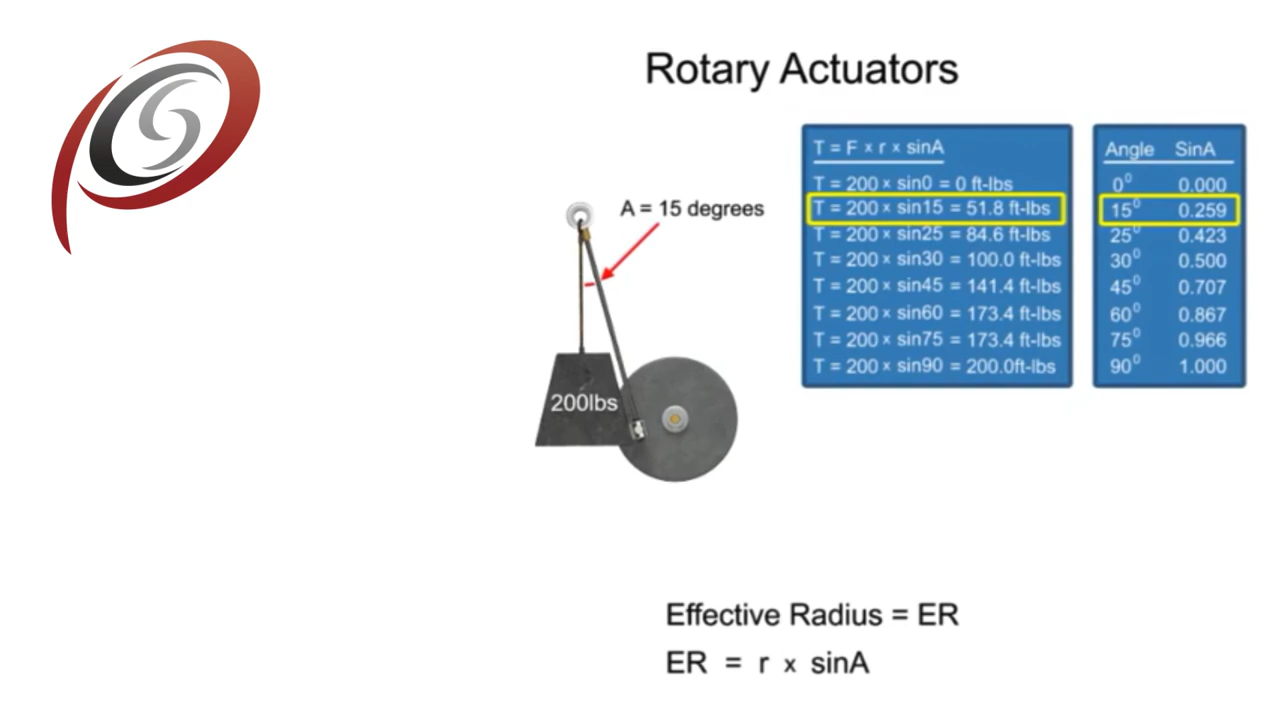 Rotary Actuators
A = 15 degrees
200lbs
T = F × r × sinA
T = 200 × sin0 = 0 ft-lbs
T = 200 × sin15 = 51.8 ft-lbs
T = 200 × sin25 = 84.6 ft-lbs
T = 200 × sin30 = 100.0 ft-lbs
T = 200 × sin45 = 141.4 ft-lbs
T = 200 × sin60 = 173.4 ft-lbs
T = 200 × sin75 = 173.4 ft-lbs
T = 200 × sin90 = 200.0ft-lbs
Angle SinA
0⁰ 0.000
15⁰ 0.259
25⁰ 0.423
30⁰ 0.500
45⁰ 0.707
60⁰ 0.867
75⁰ 0.966
90⁰ 1.000
Effective Radius = ER
ER = r × sinA